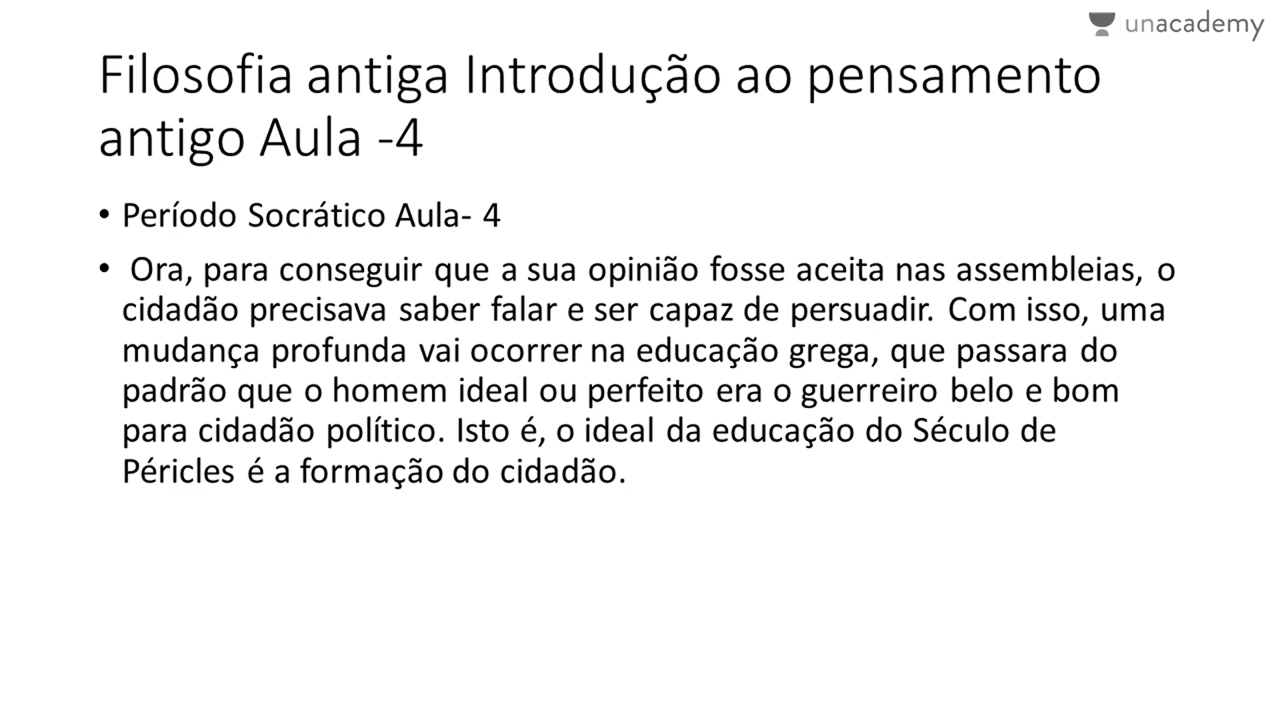 unacademy
Filosofia antiga Introdução ao pensamento
antigo Aula -4
• Período Socrático Aula- 4
• Ora, para conseguir que a sua opinião fosse aceita nas assembleias, o
cidadão precisava saber falar e ser capaz de persuadir. Com isso, uma
mudança profunda vai ocorrer na educação grega, que passara do
padrão que o homem ideal ou perfeito era o guerreiro belo e bom
para cidadão político. Isto é, o ideal da educação do Século de
Péricles é a formação do cidadão.